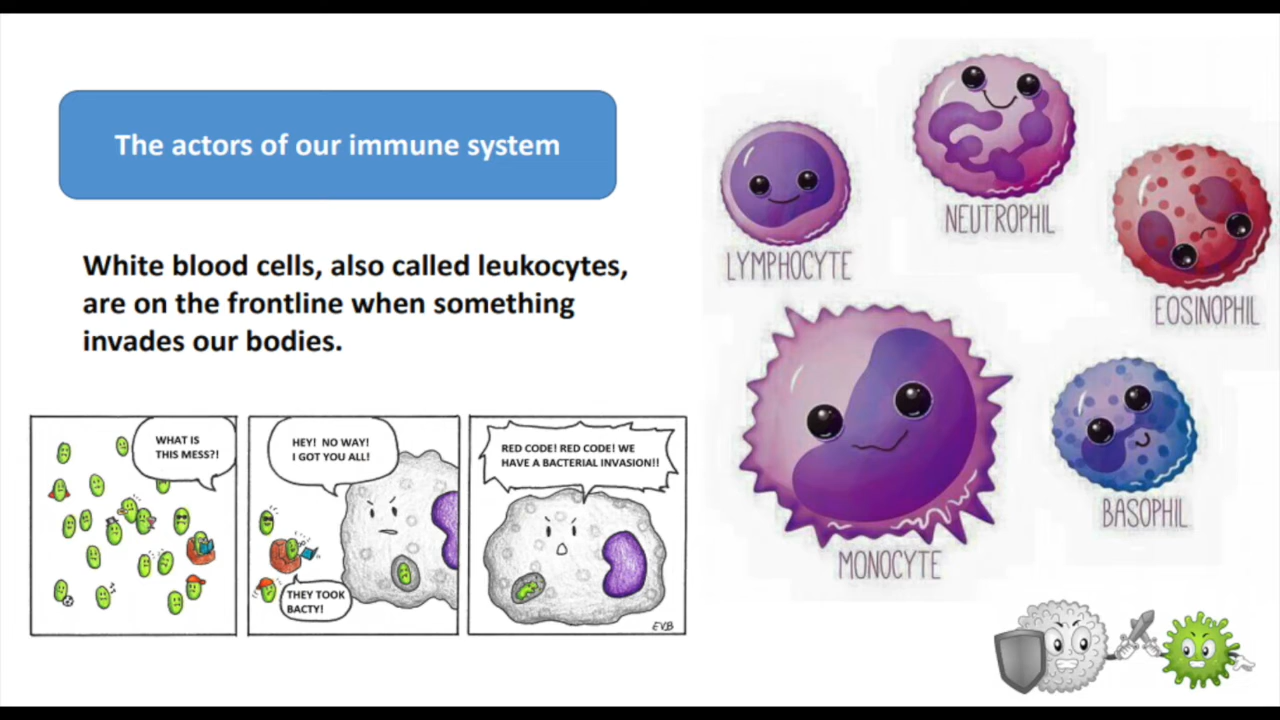 The actors of our immune system
White blood cells, also called leukocytes,
are on the frontline when something
invades our bodies.
WHAT IS
THIS MESS?!
HEY! NO WAY!
I GOT YOU ALL!
THEY TOOK
BACTY!
RED CODE! RED CODE! WE
HAVE A BACTERIAL INVASION!!
EVB
LYMPHOCYTE
NEUTROPHIL
EOSINOPHIL
MONOCYTE
BASOPHIL